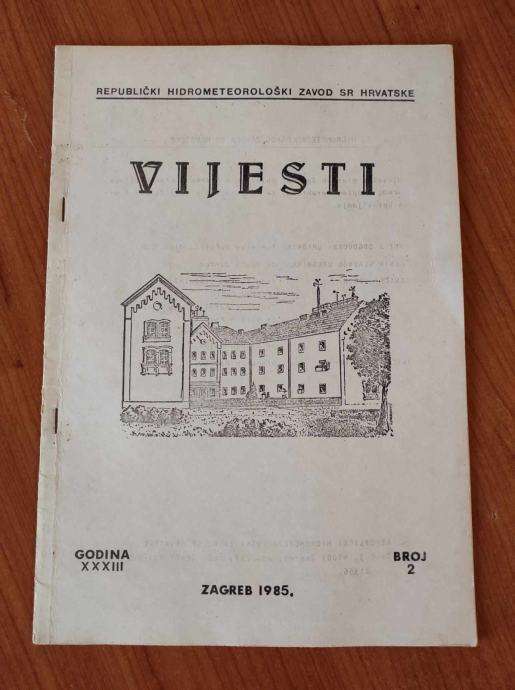 REPUBLIČKI HIDROMETEOROLOŠKI ZAVOD SR HRVATSKE
VIJESTI
GODINA
XXXIII
BROJ
2
ZAGREB 1985.